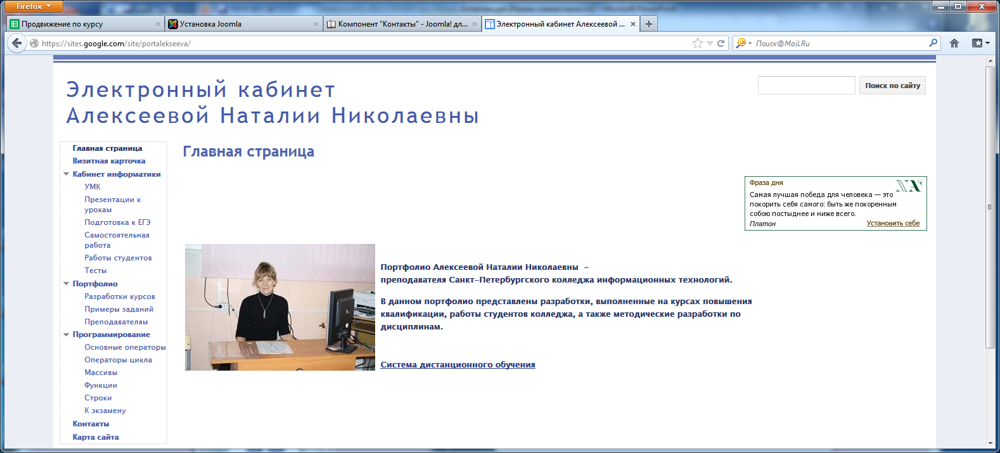 Firefox
Продвижение по курсу
Установка Joomla
Компонент "Контакты" - Joomla! дл...
Электронный кабинет Алексеевой ...
https://sites.google.com/site/portalekseeva/
Поиск@Mail.Ru
Электронный кабинет
Алексеевой Наталии Николаевны
Поиск по сайту
Главная страница
Визитная карточка
Кабинет информатики
УМК
Презентации к
урокам
Подготовка к ЕГЭ
Самостоятельная
работа
Работы студентов
Тесты
Портфолио
Разработки курсов
Примеры заданий
Преподавателям
Программирование
Основные операторы
Операторы цикла
Массивы
Функции
Строки
К экзамену
Контакты
Карта сайта
Главная страница
Фраза дня
Самая лучшая победа для человека — это
покорить себя самого: быть же покоренным
собою постыднее и ниже всего.
Платон
Установить себе
Портфолио Алексеевой Наталии Николаевны –
преподавателя Санкт-Петербургского колледжа информационных технологий.
В данном портфолио представлены разработки, выполненные на курсах повышения
квалификации, работы студентов колледжа, а также методические разработки по
дисциплинам.
Система дистанционного обучения